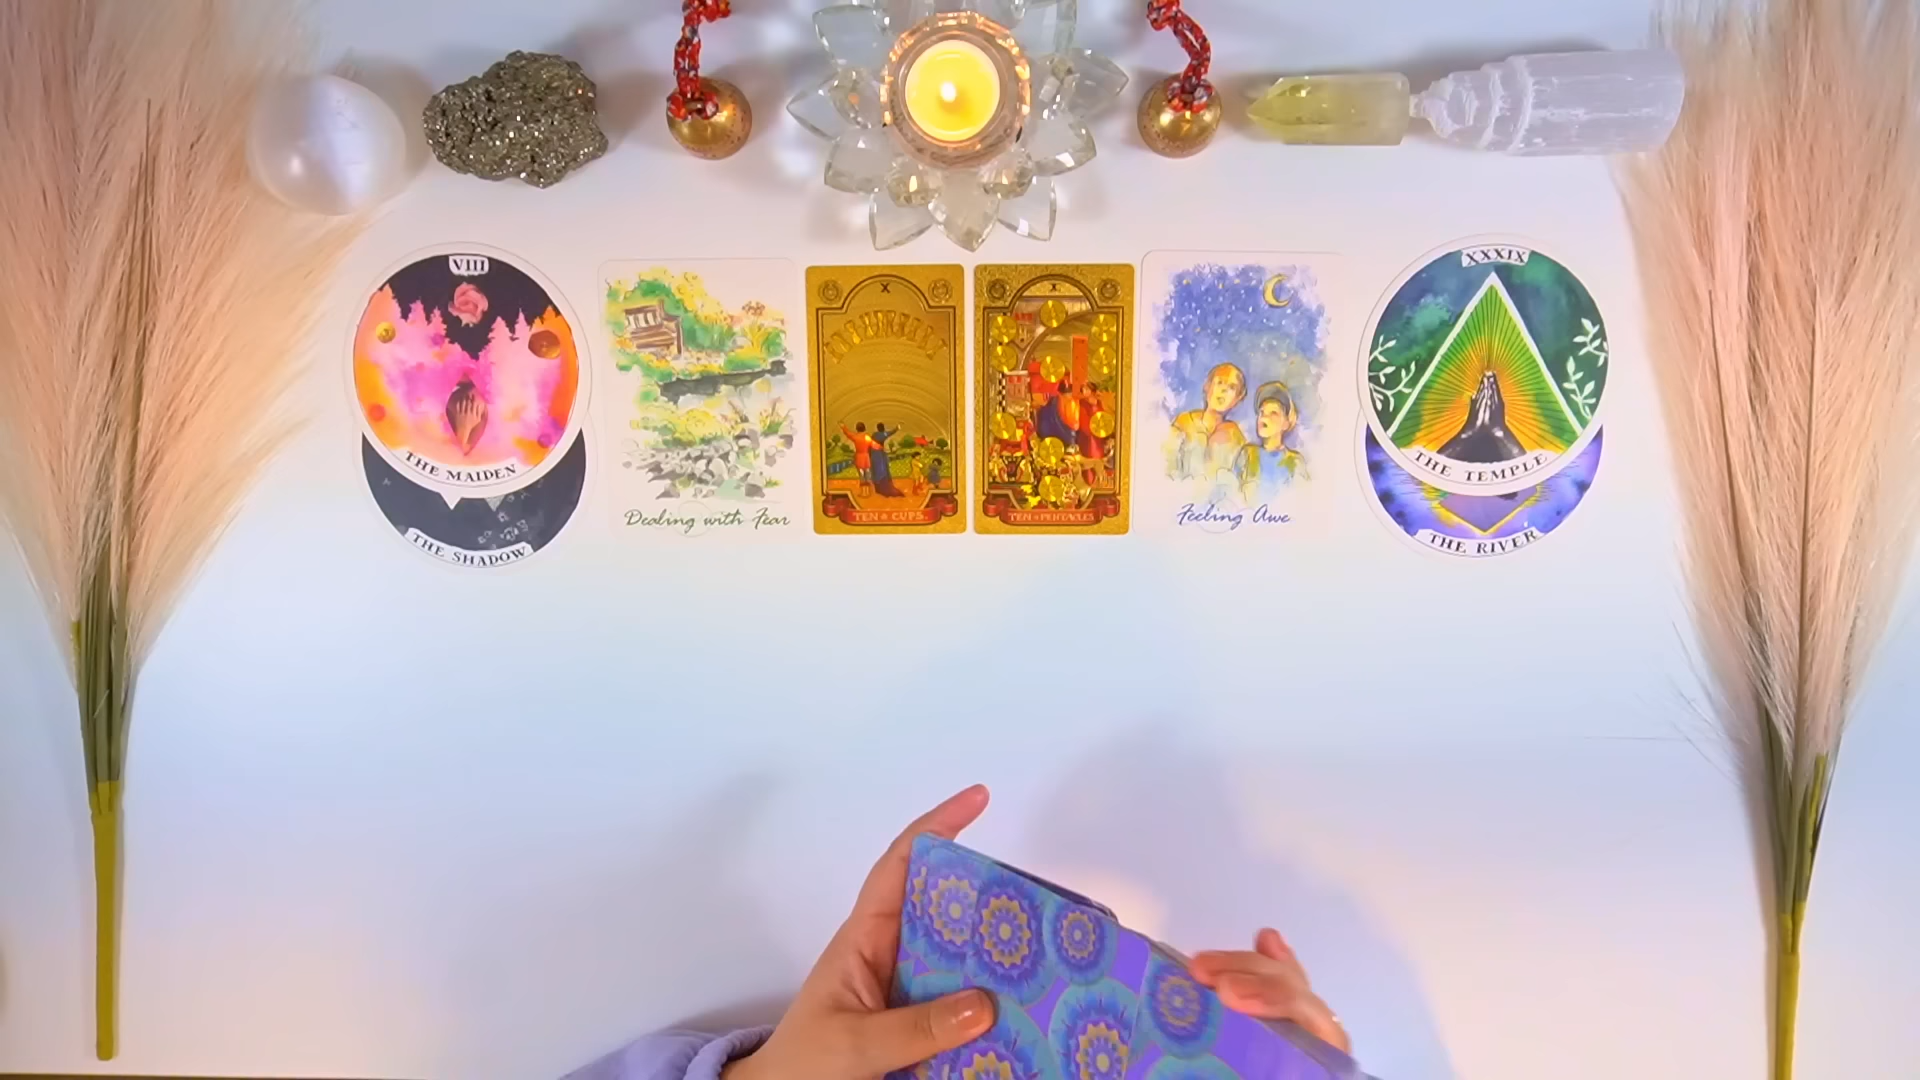 VIII
THE MAIDEN
THE SHADOW
Dealing with Fear
X
TEN OF CUPS
X
TEN OF PENTACLES
Feeling Awe
XXXIX
THE TEMPLE
THE RIVER